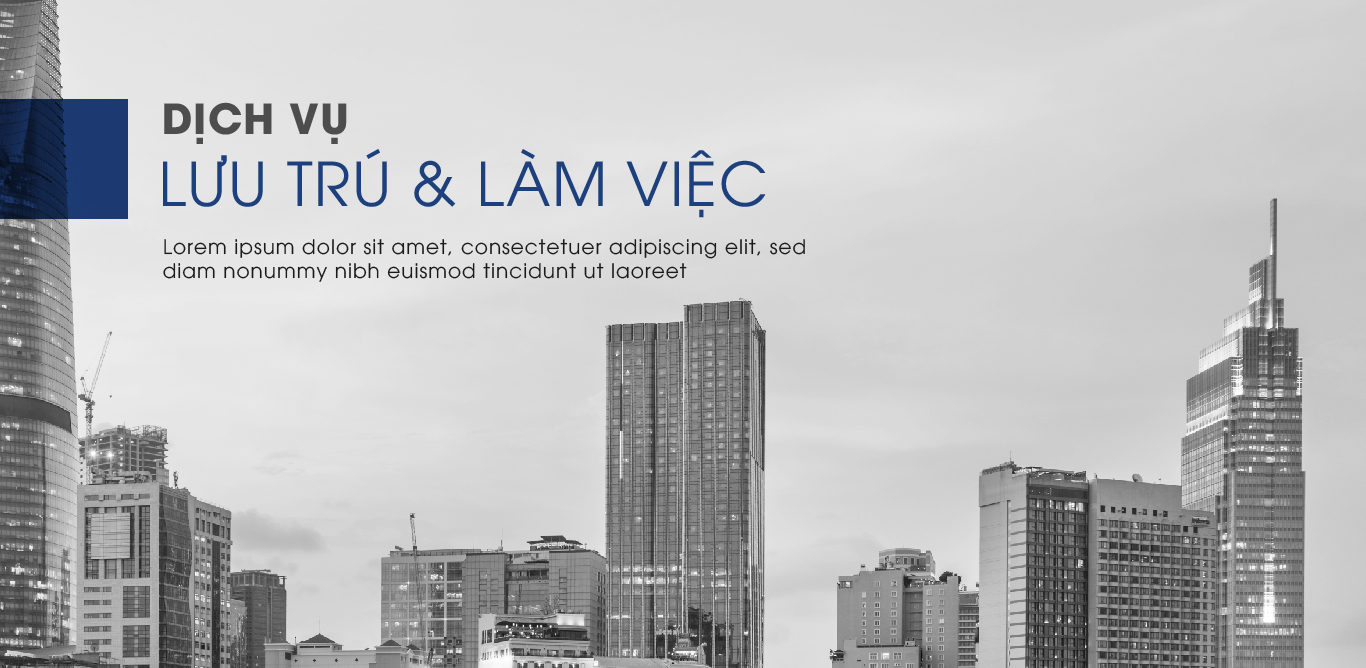 DỊCH VỤ
LƯU TRÚ & LÀM VIỆC
Lorem ipsum dolor sit amet, consectetuer adipiscing elit, sed
diam nonummy nibh euismod tincidunt ut laoreet